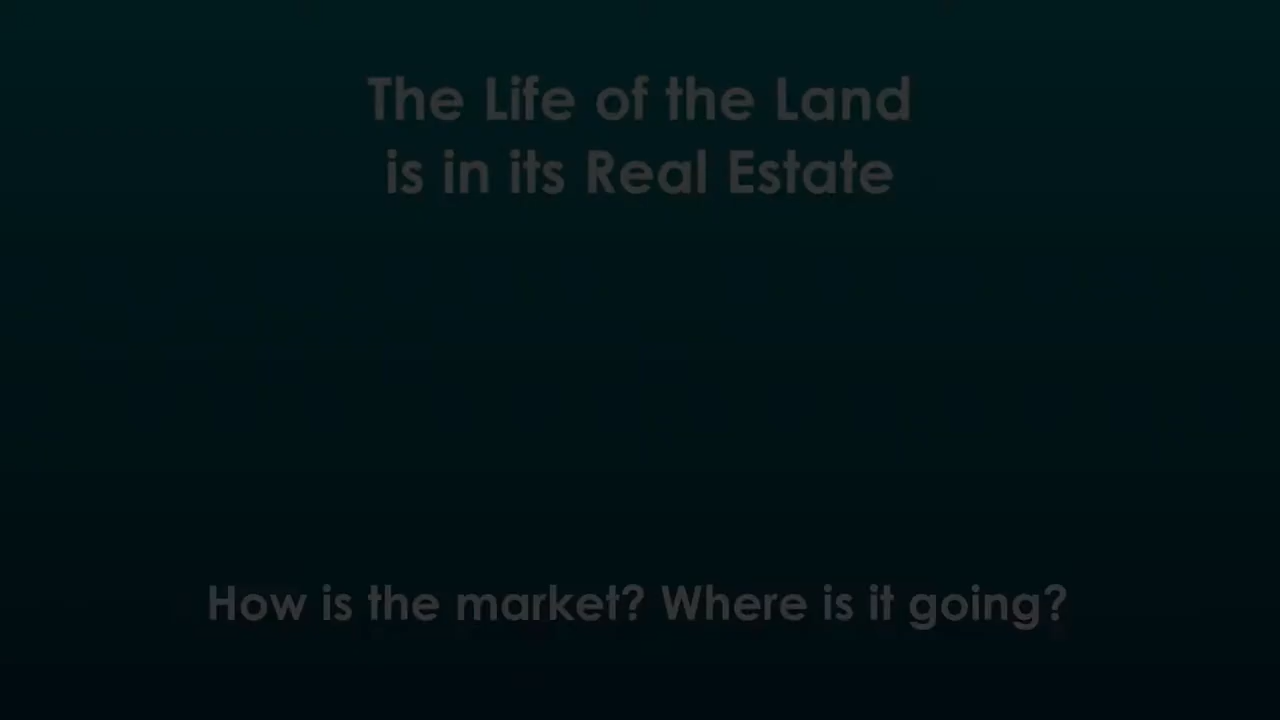 The Life of the Land
is in its Real Estate
How is the market? Where is it going?